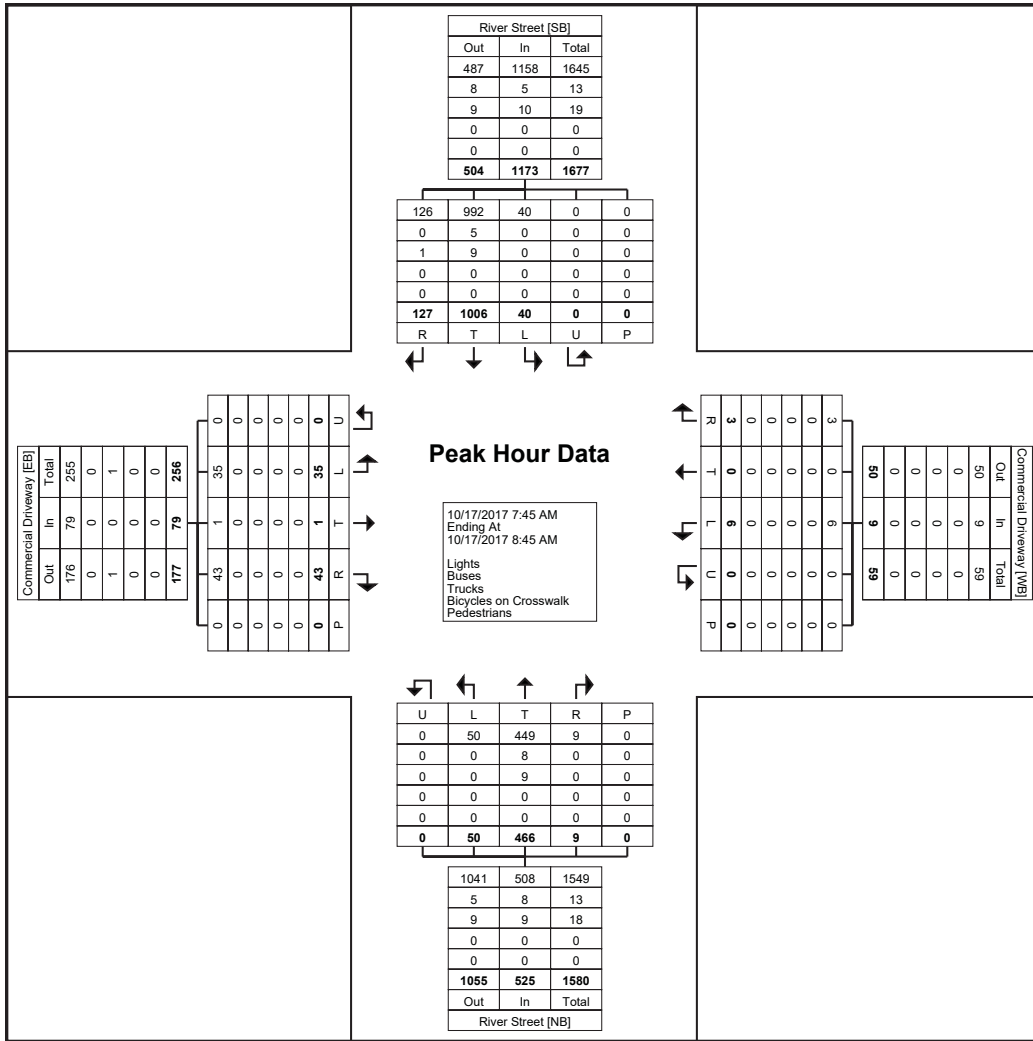 River Street [SB]
Out In Total
487 1158 1645
8 5 13
9 10 19
0 0 0
0 0 0
504 1173 1677
126 992 40 0 0
0 5 0 0 0
1 9 0 0 0
0 0 0 0 0
0 0 0 0 0
127 1006 40 0 0
R T L U P
Commercial Driveway [EB]
Total In Out
255 79 176
0 0 0
1 0 1
0 0 0
0 0 0
256 79 177
0 35 1 43 0
0 0 0 0 0
0 0 0 0 0
0 0 0 0 0
0 0 0 0 0
0 35 1 43 0
U L T R P
Peak Hour Data
10/17/2017 7:45 AM
Ending At
10/17/2017 8:45 AM
Lights
Buses
Trucks
Bicycles on Crosswalk
Pedestrians
R T L U P
3 0 6 0 0
0 0 0 0 0
0 0 0 0 0
0 0 0 0 0
0 0 0 0 0
3 0 6 0 0
Commercial Driveway [WB]
Out In Total
50 9 59
0 0 0
0 0 0
0 0 0
0 0 0
50 9 59
U L T R P
0 50 449 9 0
0 0 8 0 0
0 0 9 0 0
0 0 0 0 0
0 0 0 0 0
0 50 466 9 0
1041 508 1549
5 8 13
9 9 18
0 0 0
0 0 0
1055 525 1580
Out In Total
River Street [NB]